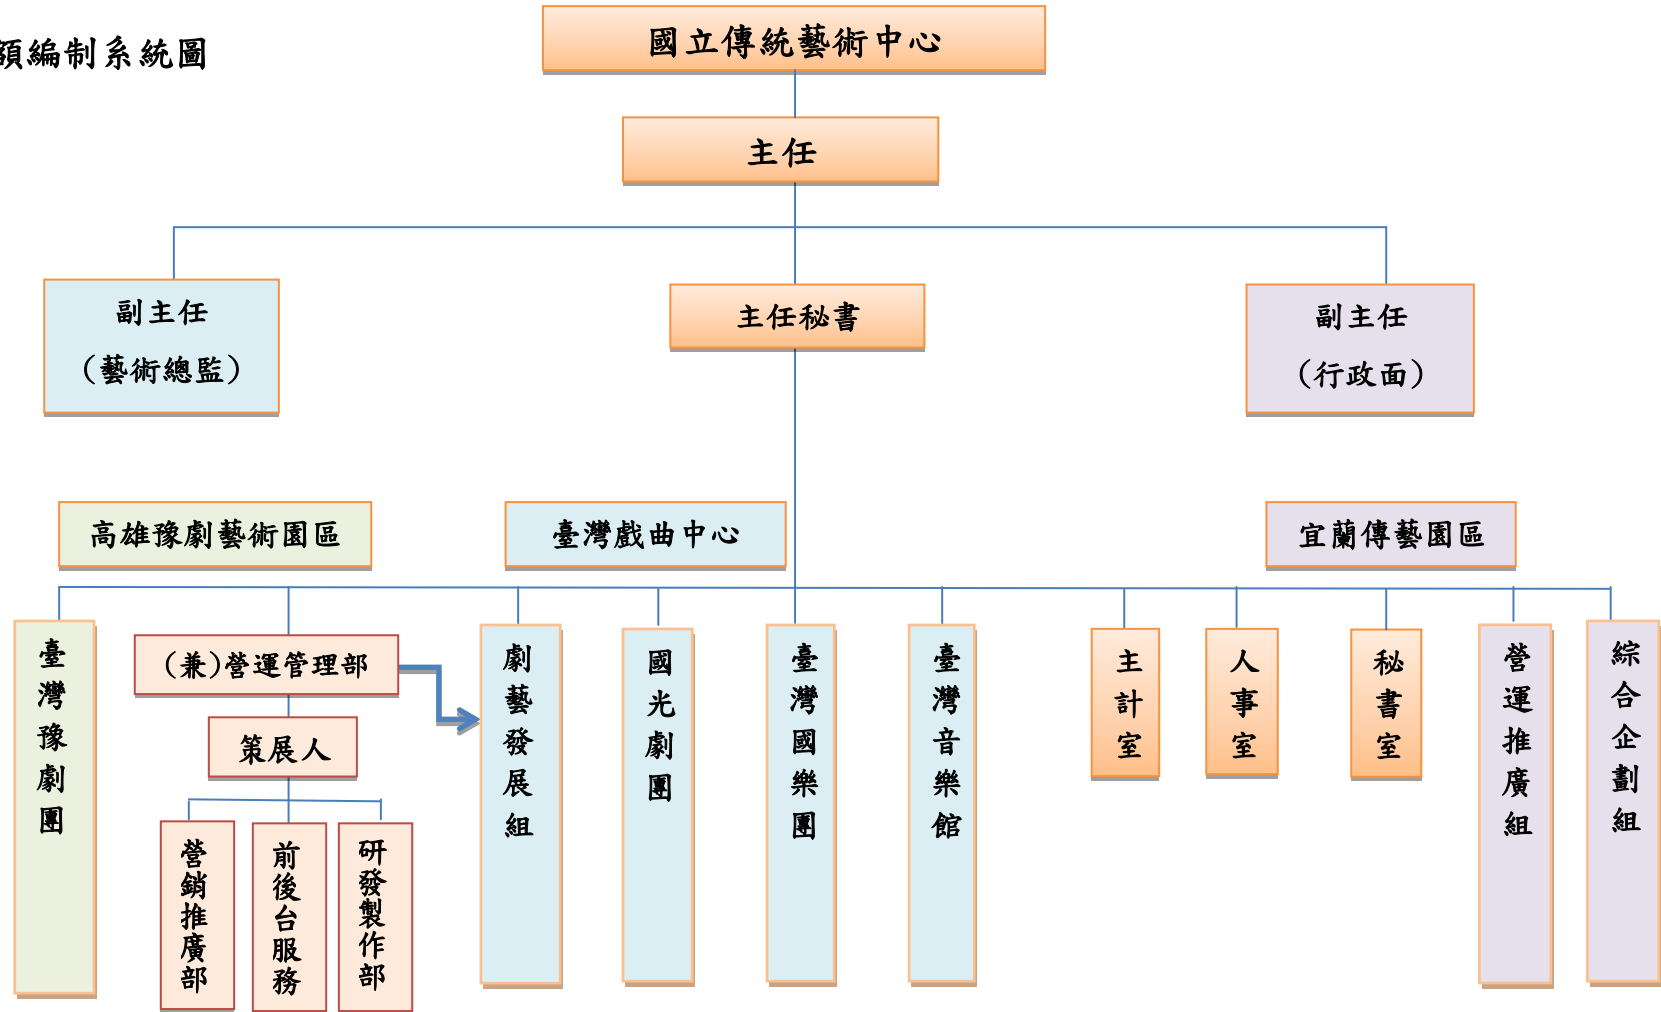 額編制系統圖
國立傳統藝術中心
主任
副主任
（藝術總監）
主任秘書
副主任
（行政面）
高雄豫劇藝術園區
臺灣戲曲中心
宜蘭傳藝園區
臺灣豫劇團
（兼）營運管理部
策展人
營銷推廣部
前後台服務
研發製作部
劇藝發展組
國光劇團
臺灣國樂團
臺灣音樂館
主計室
人事室
秘書室
營運推廣組
綜合企劃組